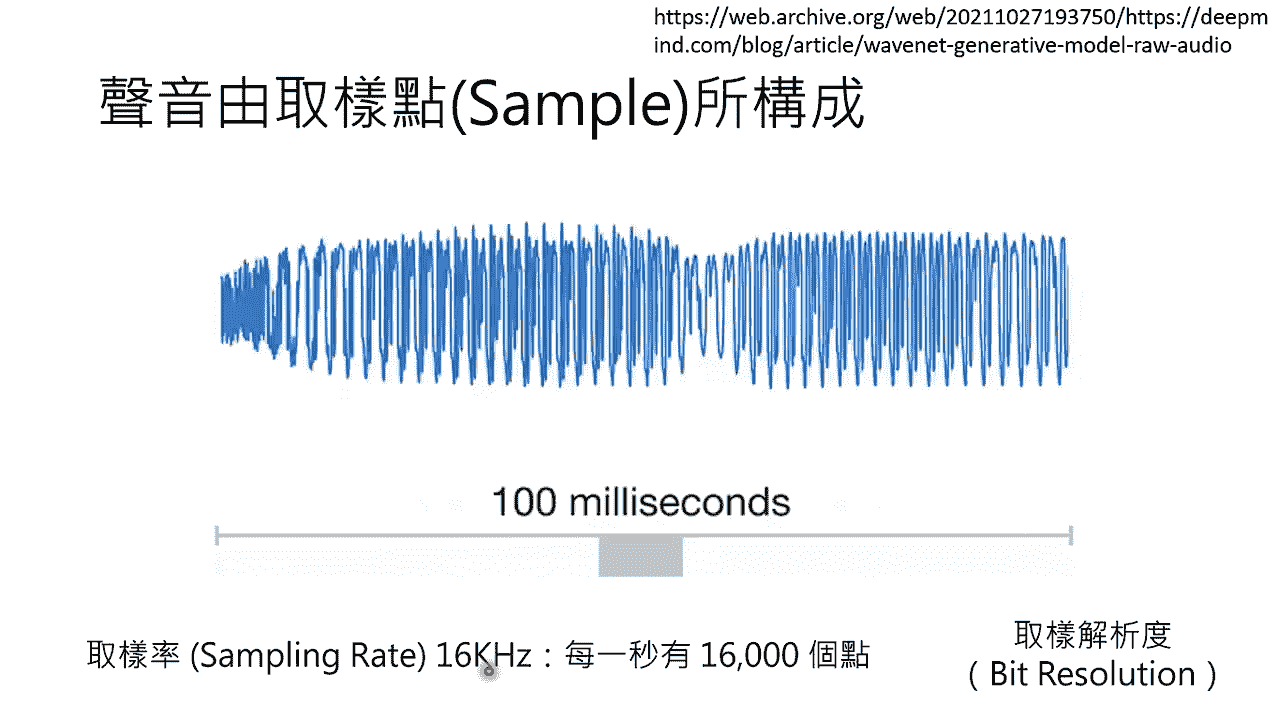 https://web.archive.org/web/20211027193750/https://deepm
ind.com/blog/article/wavenet-generative-model-raw-audio
聲音由取樣點(Sample)所構成
100 milliseconds
取樣率 (Sampling Rate) 16KHz：每一秒有 16,000 個點
取樣解析度
( Bit Resolution )